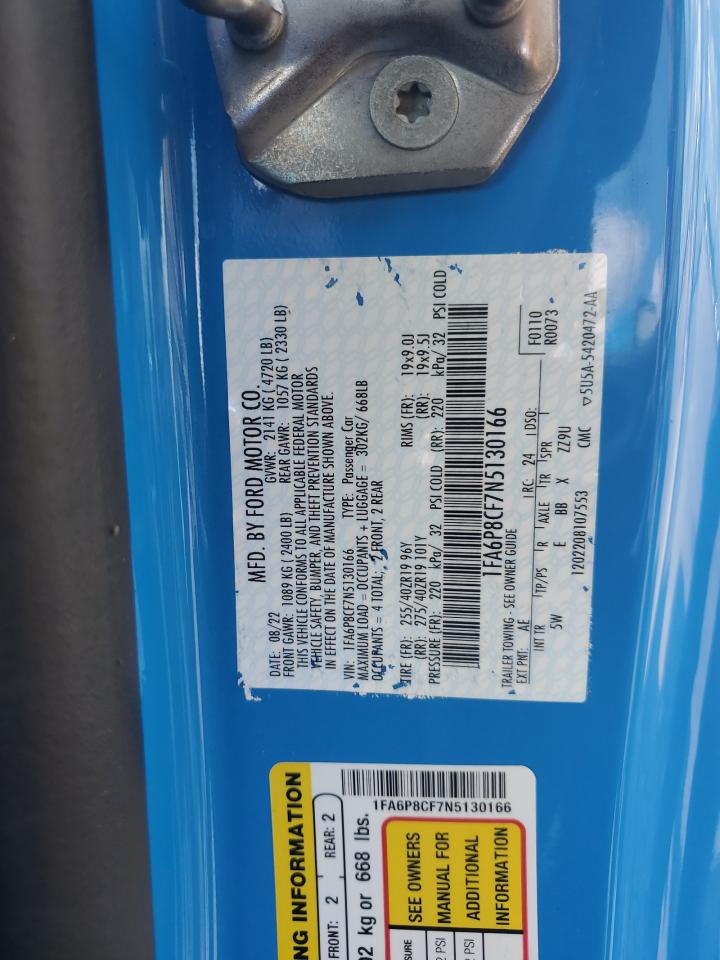 MFD. BY FORD MOTOR CO.
DATE: 08/22 GVWR: 2141 KG ( 4720 LB)
FRONT GAWR: 1089 KG (2400 LB) REAR GAWR: 1057 KG ( 2330 LB)
THIS VEHICLE CONFORMS TO ALL APPLICABLE FEDERAL MOTOR
VEHICLE SAFETY, BUMPER, AND THEFT PREVENTION STANDARDS
IN EFFECT ON THE DATE OF MANUFACTURE SHOWN ABOVE.
VIN: 1FA6P8CF7N5130166 TYPE: Passenger Car
MAXIMUM LOAD = OCCUPANTS + LUGGAGE = 302KG/ 668LB
OCCUPANTS = 4 TOTAL: 2 FRONT, 2 REAR
TIRE (FR): 255/40ZR19 96Y RIMS (FR): 19x9.0J
(RR): 275/40ZR19 101Y (RR): 19x9.5J
PRESSURE (FR): 220 kPa/ 32 PSI COLD (RR): 220 kPa/ 32 PSI COLD
1FA6P8CF7N5130166
TRAILER TOWING - SEE OWNER GUIDE
EXT PNT: AE RC: 24 DSO: F0110
R0073
INT TR TP/PS R AXLE TR SPR
5W E BB X ZZ9U
1202208107553 CMC ▽5U5A-5420472-AA
1FA6P8CF7N5130166
NG INFORMATION
FRONT: 2 REAR: 2
02 kg or 668 lbs.
SEE OWNERS
MANUAL FOR
ADDITIONAL
INFORMATION
SURE
PSI
2 PSI